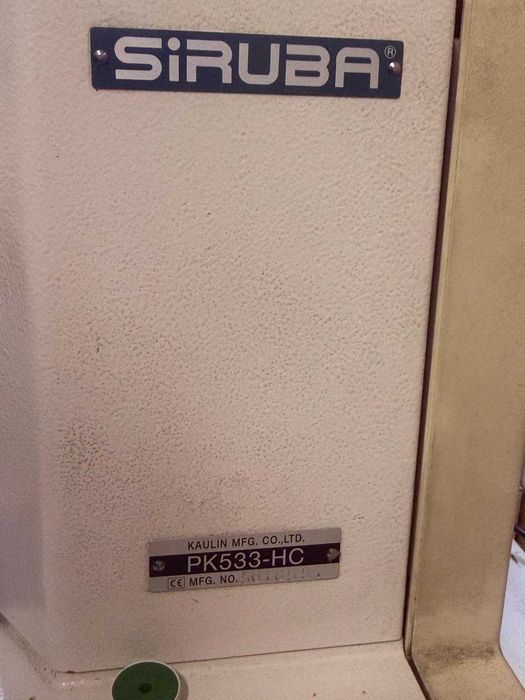 SiRUBA®
KAULIN MFG. CO.,LTD.
PK533-HC
CE MFG. NO.